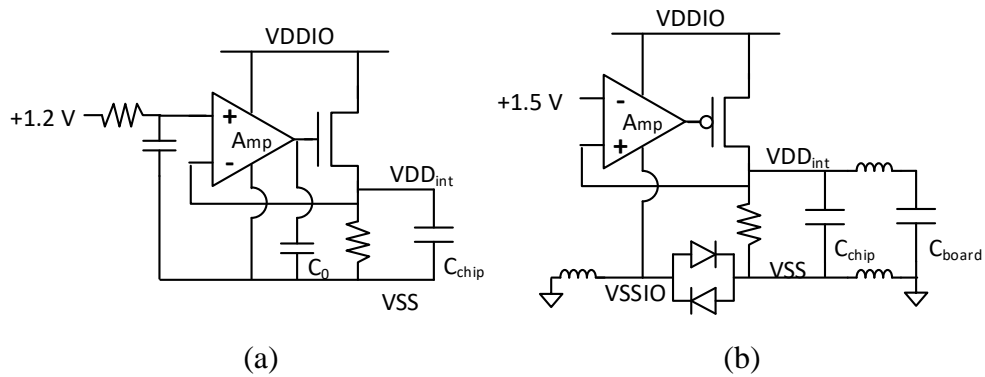 VDDIO
+1.2 V
+
Amp
-
VDDint
C0
Cchip
VSS
(a)
VDDIO
+1.5 V
-
Amp
+
VDDint
Cchip
Cboard
VSSIO
VSS
(b)